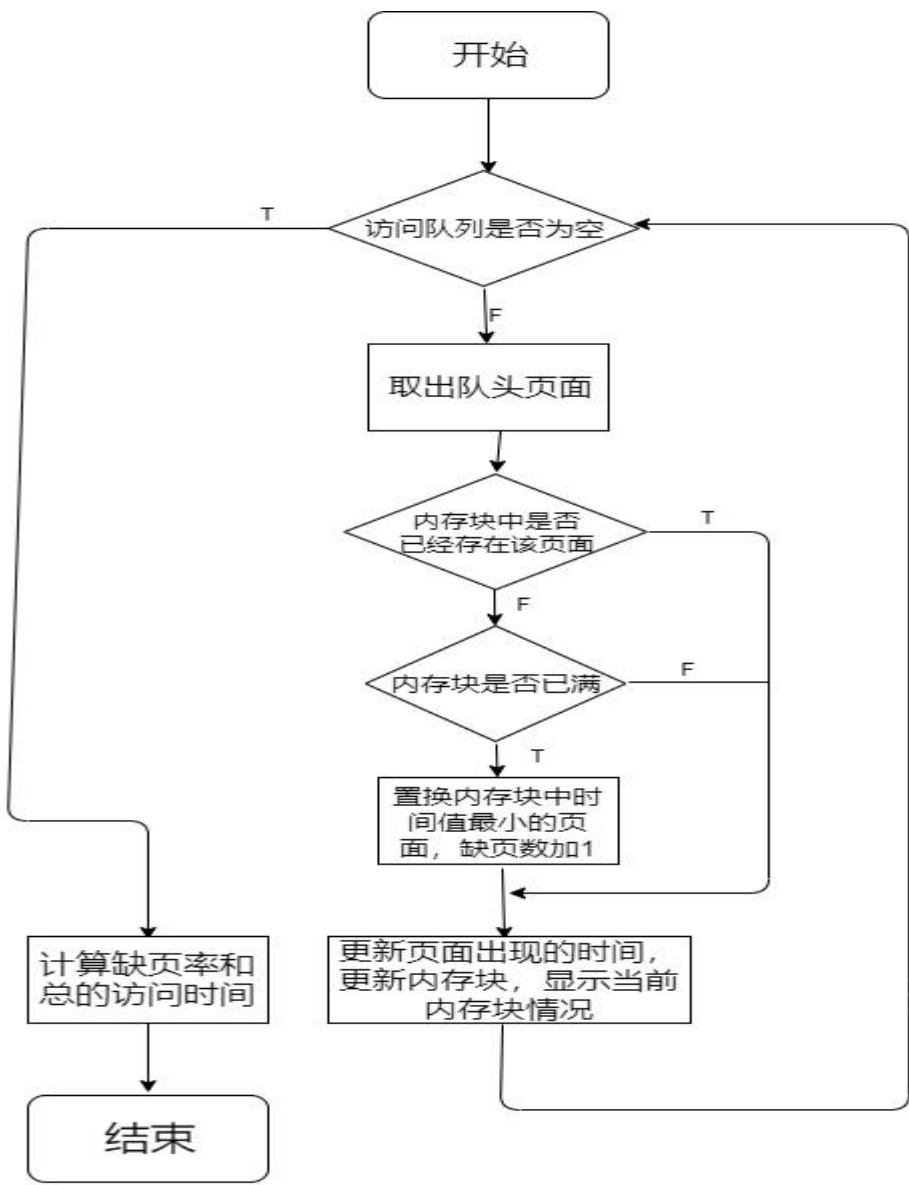 开始
T
访问队列是否为空
F
取出队头页面
内存块中是否
已经存在该页面
T
F
内存块是否已满
F
T
置换内存块中时
间值最小的页
面，缺页数加1
计算缺页率和
总的访问时间
更新页面出现的时间，
更新内存块，显示当前
内存块情况
结束